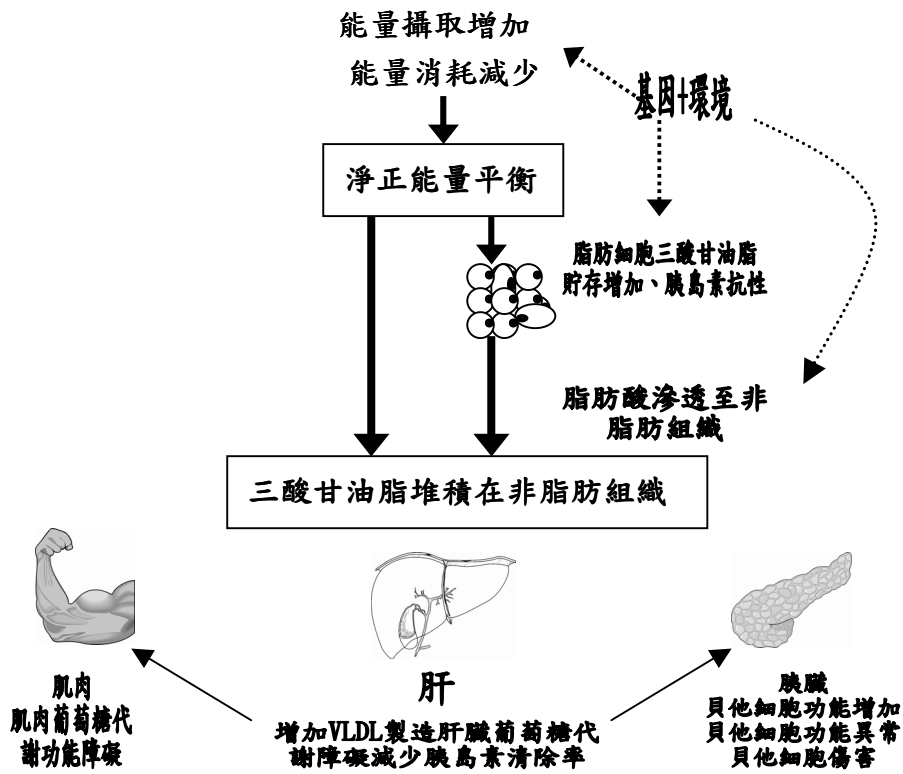 能量攝取增加
能量消耗減少
基因+環境
淨正能量平衡
脂肪細胞三酸甘油脂
貯存增加、胰島素抗性
脂肪酸滲透至非
脂肪組織
三酸甘油脂堆積在非脂肪組織
肌肉
肌肉葡萄糖代
謝功能障礙
肝
增加VLDL製造肝臟葡萄糖代
謝障礙減少胰島素清除率
胰臟
貝他細胞功能增加
貝他細胞功能異常
貝他細胞傷害